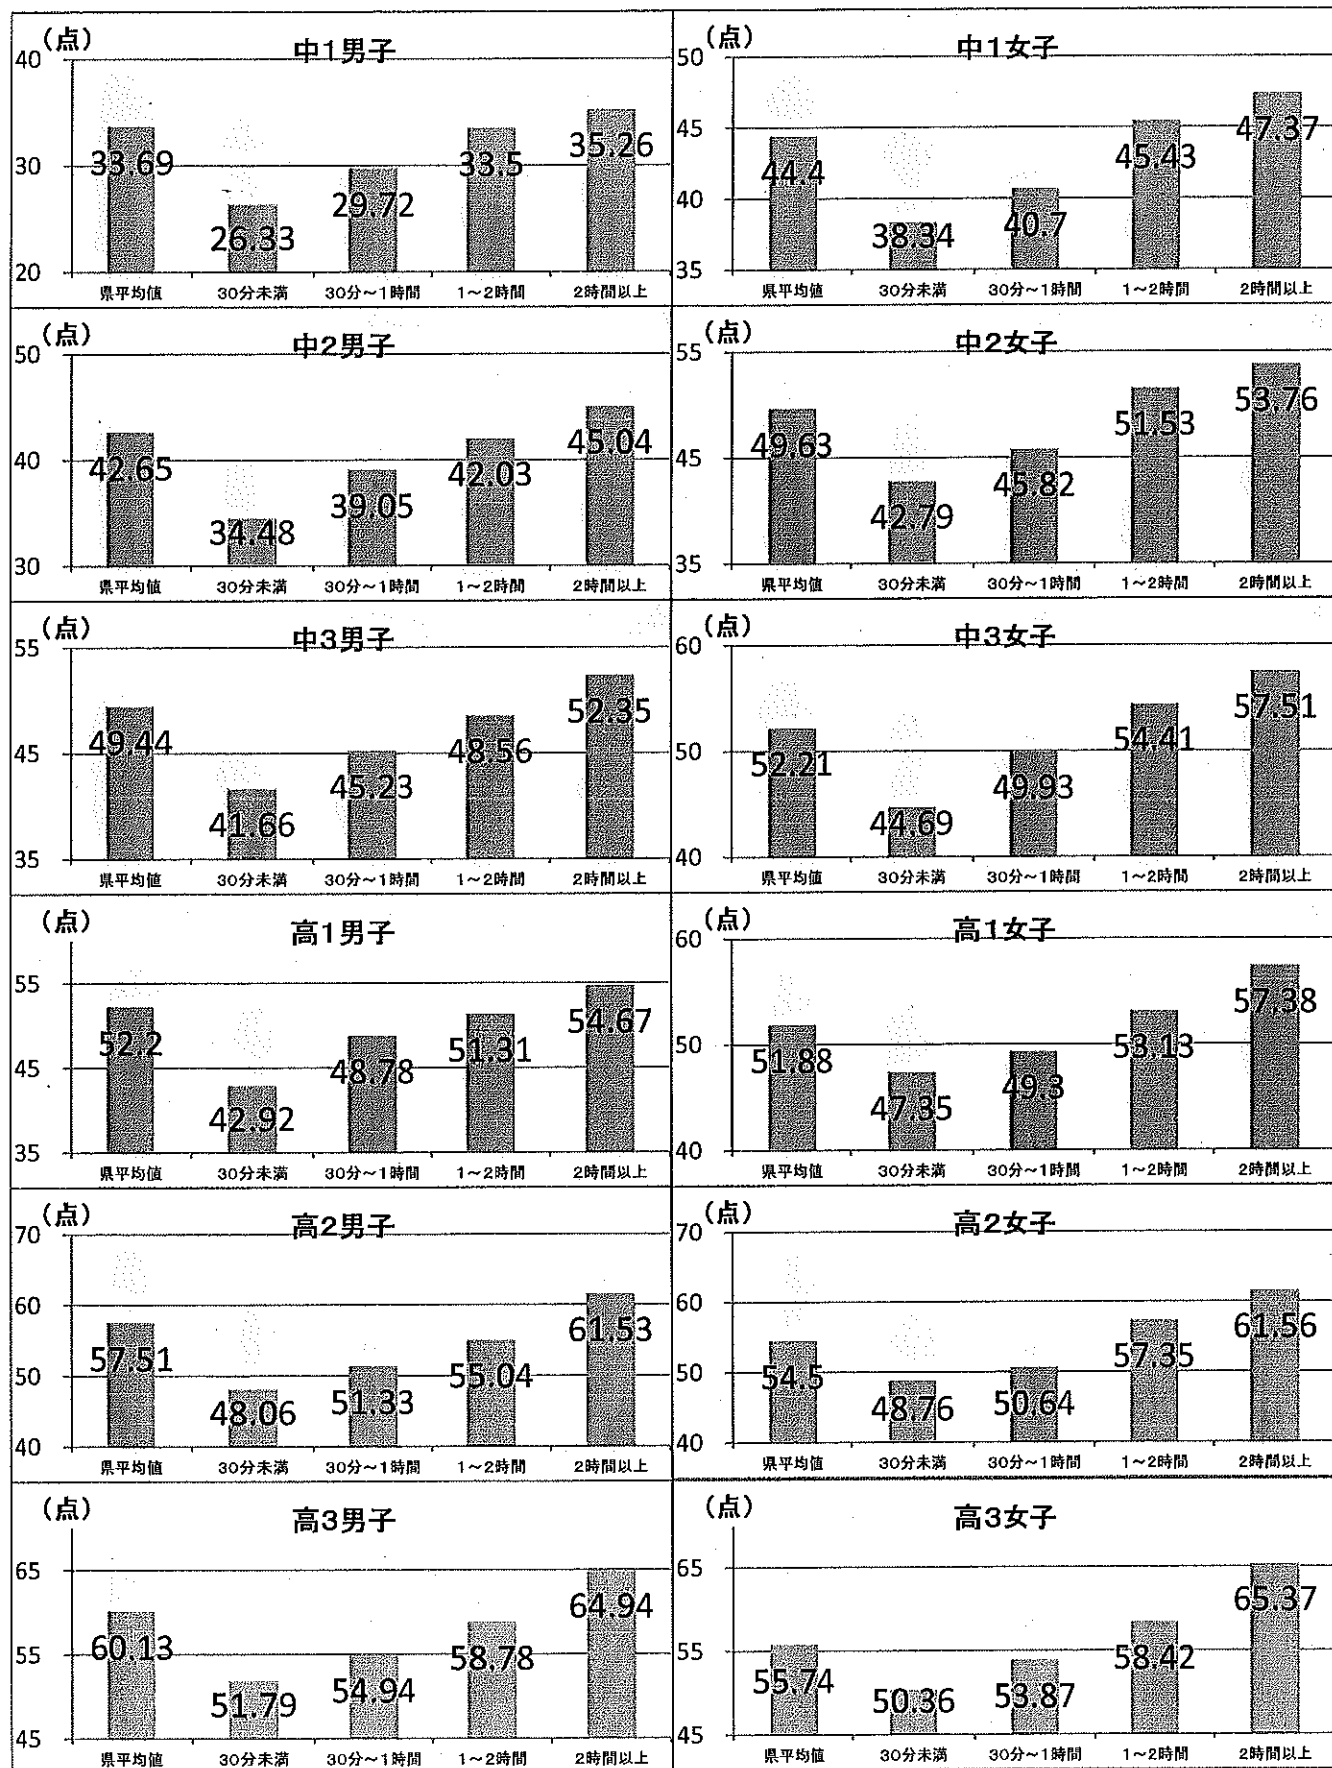 (点)
中1男子
40
30
20
33.69
26.33
29.72
33.5
35.26
県平均値 30分未満 30分～1時間 1～2時間 2時間以上
(点)
中1女子
50
45
40
35
44.4
38.34
40.7
45.43
47.37
県平均値 30分未満 30分～1時間 1～2時間 2時間以上
(点)
中2男子
50
40
30
42.65
34.48
39.05
42.03
45.04
県平均値 30分未満 30分～1時間 1～2時間 2時間以上
(点)
中2女子
55
45
35
49.63
42.79
45.82
51.53
53.76
県平均値 30分未満 30分～1時間 1～2時間 2時間以上
(点)
中3男子
55
45
35
49.44
41.66
45.23
48.56
52.35
県平均値 30分未満 30分～1時間 1～2時間 2時間以上
(点)
中3女子
60
50
40
52.21
44.69
49.93
54.41
57.51
県平均値 30分未満 30分～1時間 1～2時間 2時間以上
(点)
高1男子
55
45
35
52.2
42.92
48.78
51.31
54.67
県平均値 30分未満 30分～1時間 1～2時間 2時間以上
(点)
高1女子
60
50
40
51.88
47.35
49.3
53.13
57.38
県平均値 30分未満 30分～1時間 1～2時間 2時間以上
(点)
高2男子
70
60
50
40
57.51
48.06
51.33
55.04
61.53
県平均値 30分未満 30分～1時間 1～2時間 2時間以上
(点)
高2女子
70
60
50
40
54.5
48.76
50.64
57.35
61.56
県平均値 30分未満 30分～1時間 1～2時間 2時間以上
(点)
高3男子
65
55
45
60.13
51.79
54.94
58.78
64.94
県平均値 30分未満 30分～1時間 1～2時間 2時間以上
(点)
高3女子
65
55
45
55.74
50.36
53.87
58.42
65.37
県平均値 30分未満 30分～1時間 1～2時間 2時間以上